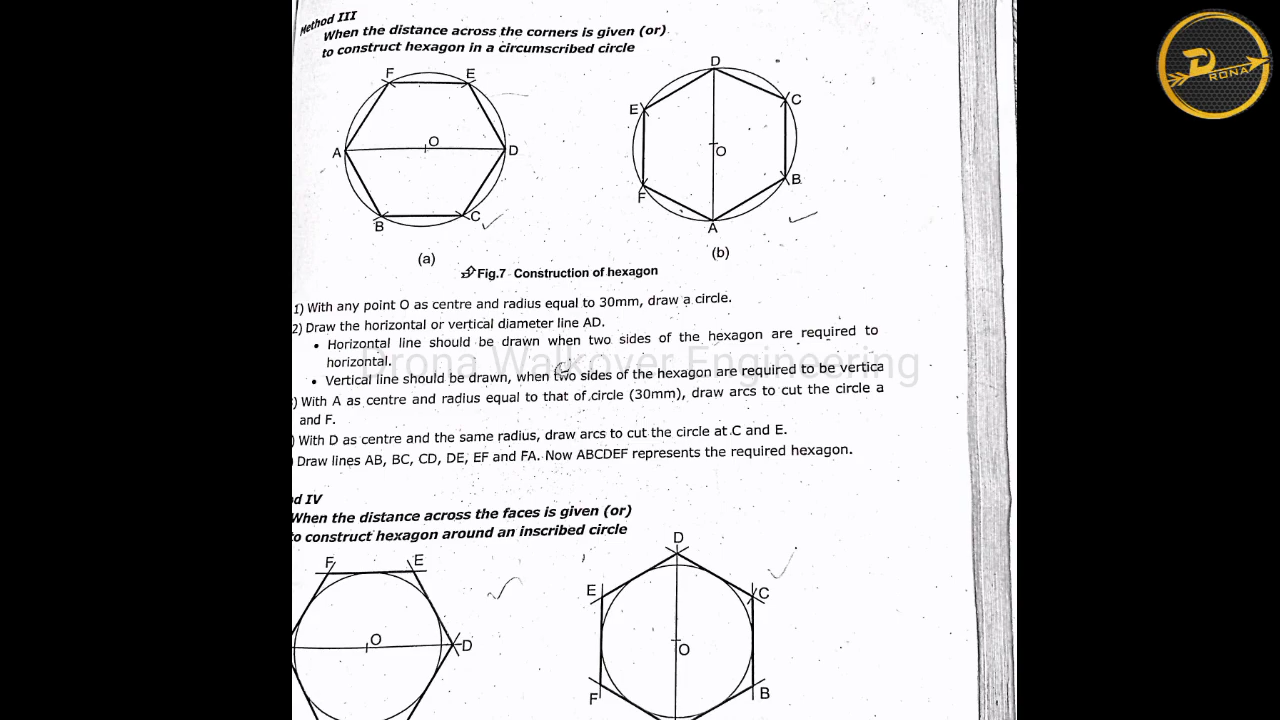 Method III
When the distance across the corners is given (or)
to construct hexagon in a circumscribed circle
F E
A O D
B C
(a)
D
E C
O
F B
A
(b)
Fig.7 Construction of hexagon
1) With any point O as centre and radius equal to 30mm, draw a circle.
2) Draw the horizontal or vertical diameter line AD.
• Horizontal line should be drawn when two sides of the hexagon are required to
horizontal.
• Vertical line should be drawn, when two sides of the hexagon are required to be vertica
) With A as centre and radius equal to that of circle (30mm), draw arcs to cut the circle a
and F.
) With D as centre and the same radius, draw arcs to cut the circle at C and E.
) Draw lines AB, BC, CD, DE, EF and FA. Now ABCDEF represents the required hexagon.
d IV
When the distance across the faces is given (or)
to construct hexagon around an inscribed circle
F E
O D
D
E C
O
F B
Drona Walkover Engineering
DRONA